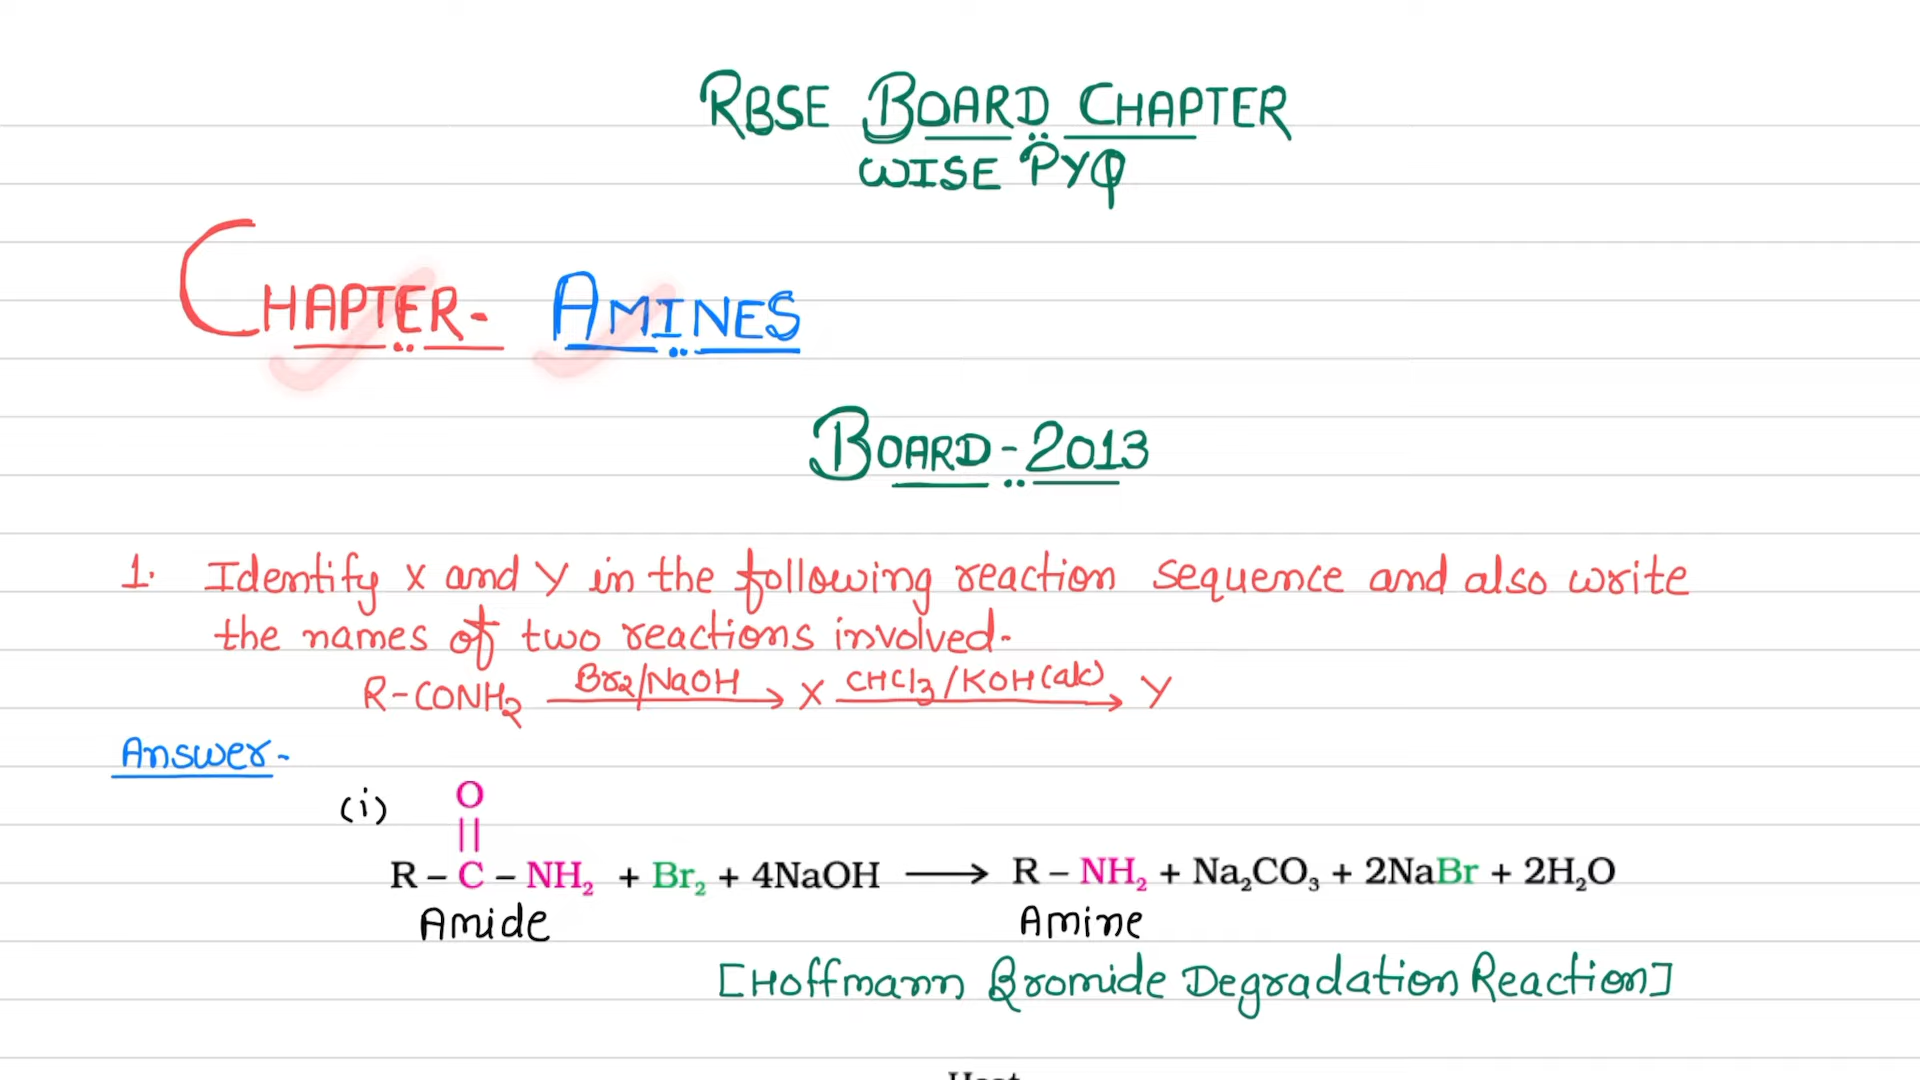 RBSE BOARD CHAPTER
WISE PYQ
CHAPTER- AMINES
BOARD-2013
1. Identify X and Y in the following reaction sequence and also write
the names of two reactions involved.
R-CONH₂ Br₂/NaOH → X CHCl₃/KOH(alc) → Y
Answer-
(i)
O
||
R – C – NH₂ + Br₂ + 4NaOH ⟶ R – NH₂ + Na₂CO₃ + 2NaBr + 2H₂O
Amide Amine
[Hoffmann Bromide Degradation Reaction]